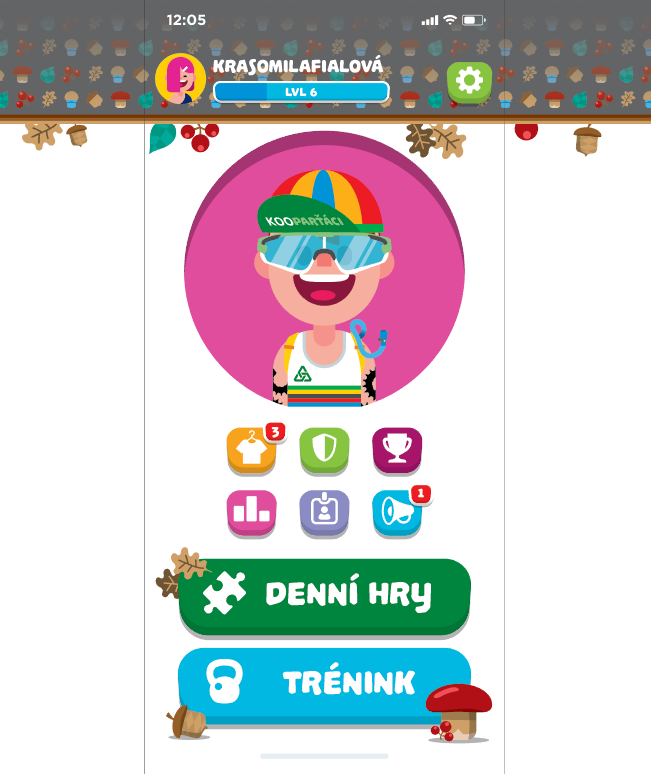 12:05
KRASOMILAFIALOVÁ
LVL 6
KOOPARŤÁCI
3
1
DENNÍ HRY
TRÉNINK